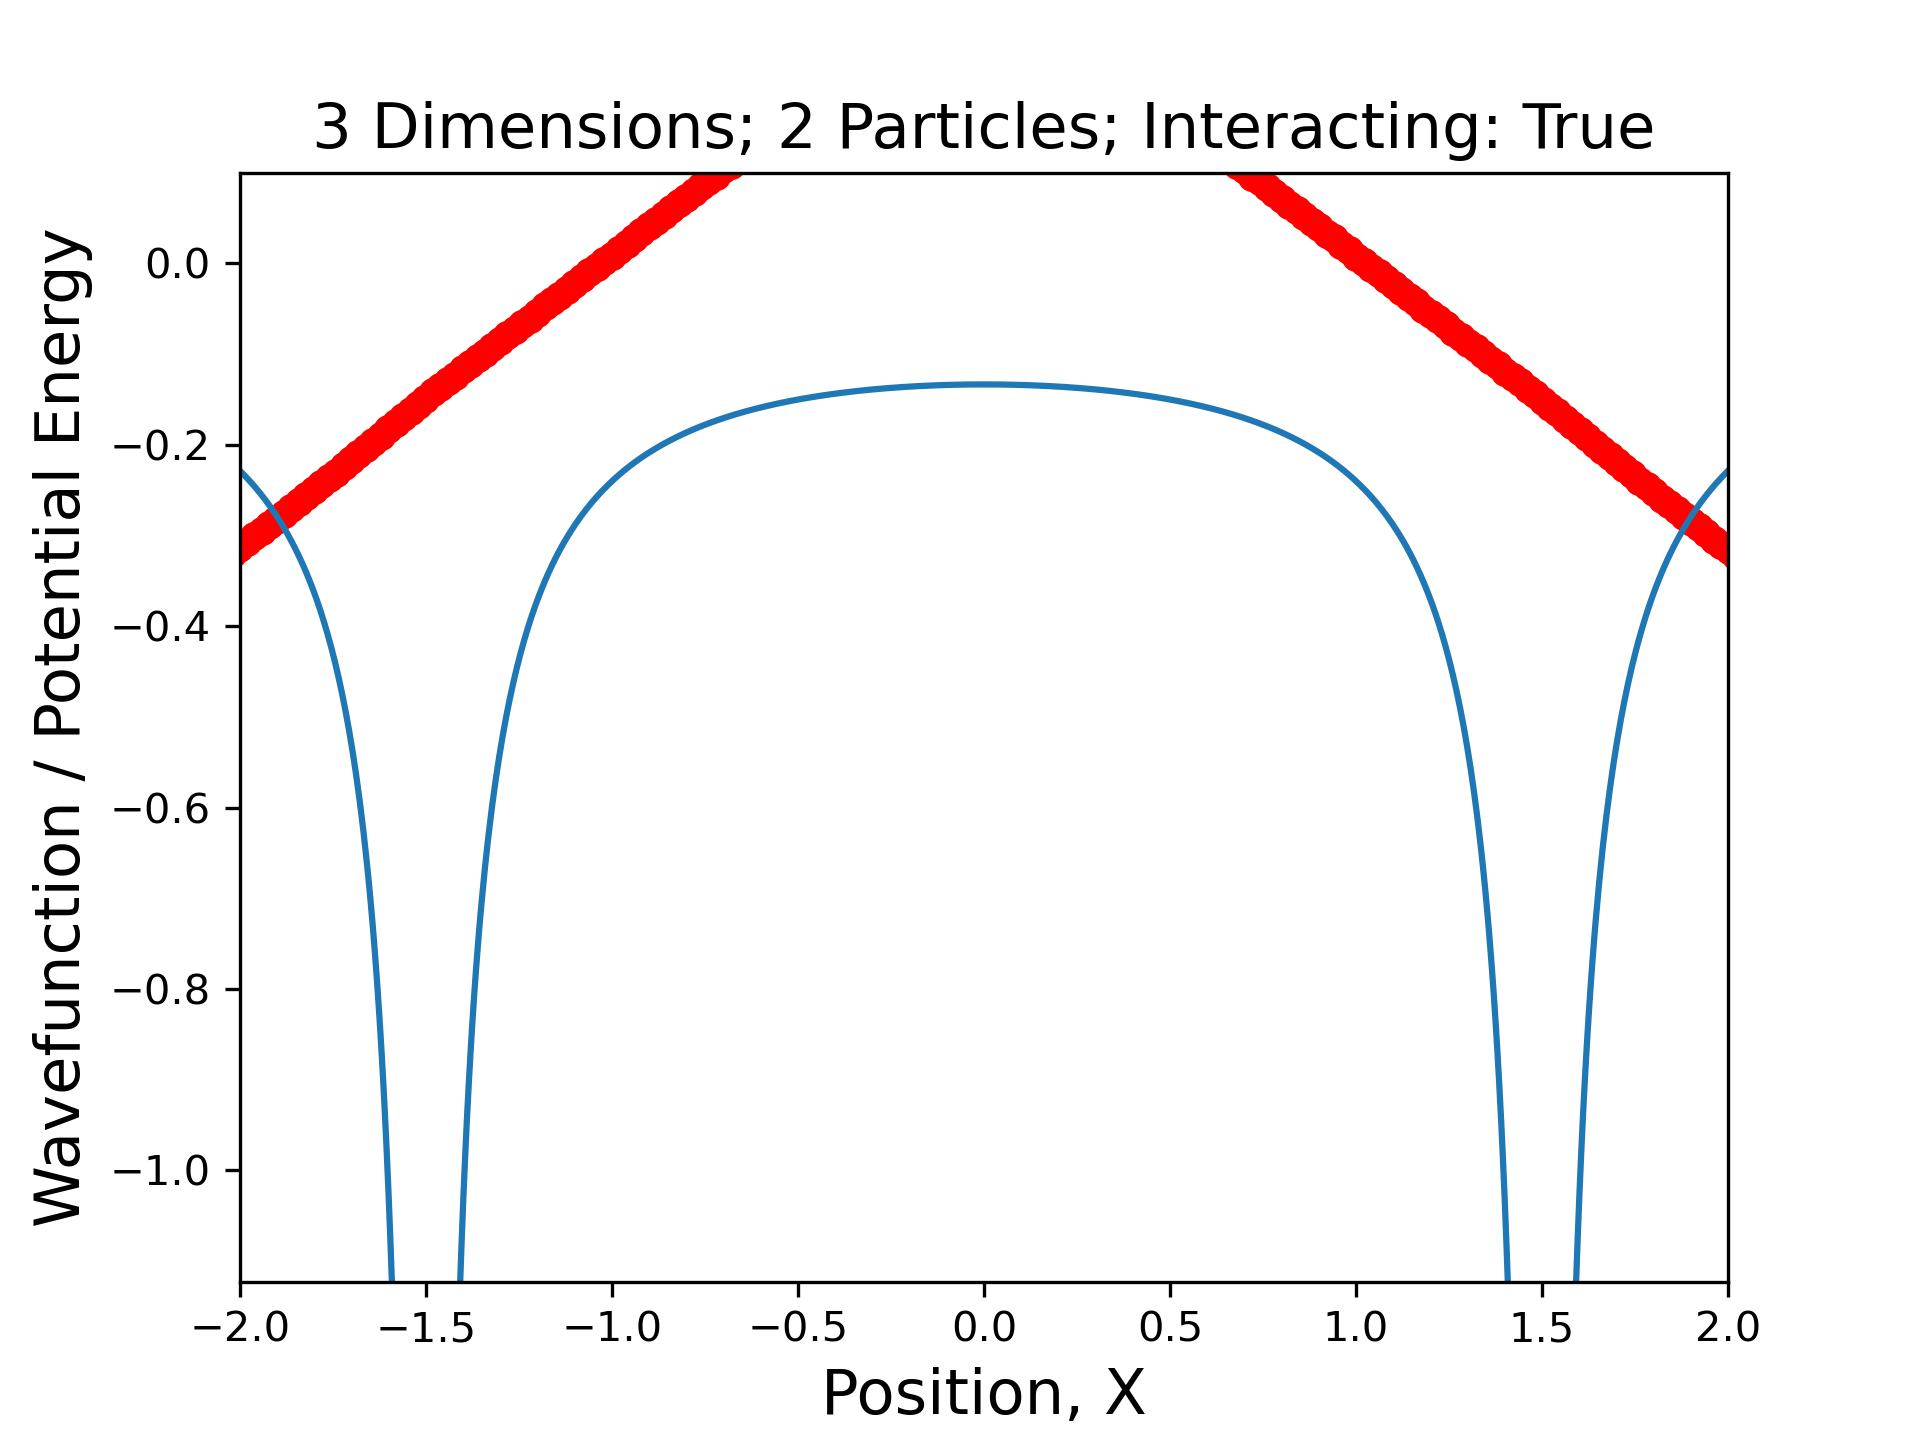 3 Dimensions; 2 Particles; Interacting: True
Wavefunction / Potential Energy
0.0
−0.2
−0.4
−0.6
−0.8
−1.0
−2.0 −1.5 −1.0 −0.5 0.0 0.5 1.0 1.5 2.0
Position, X